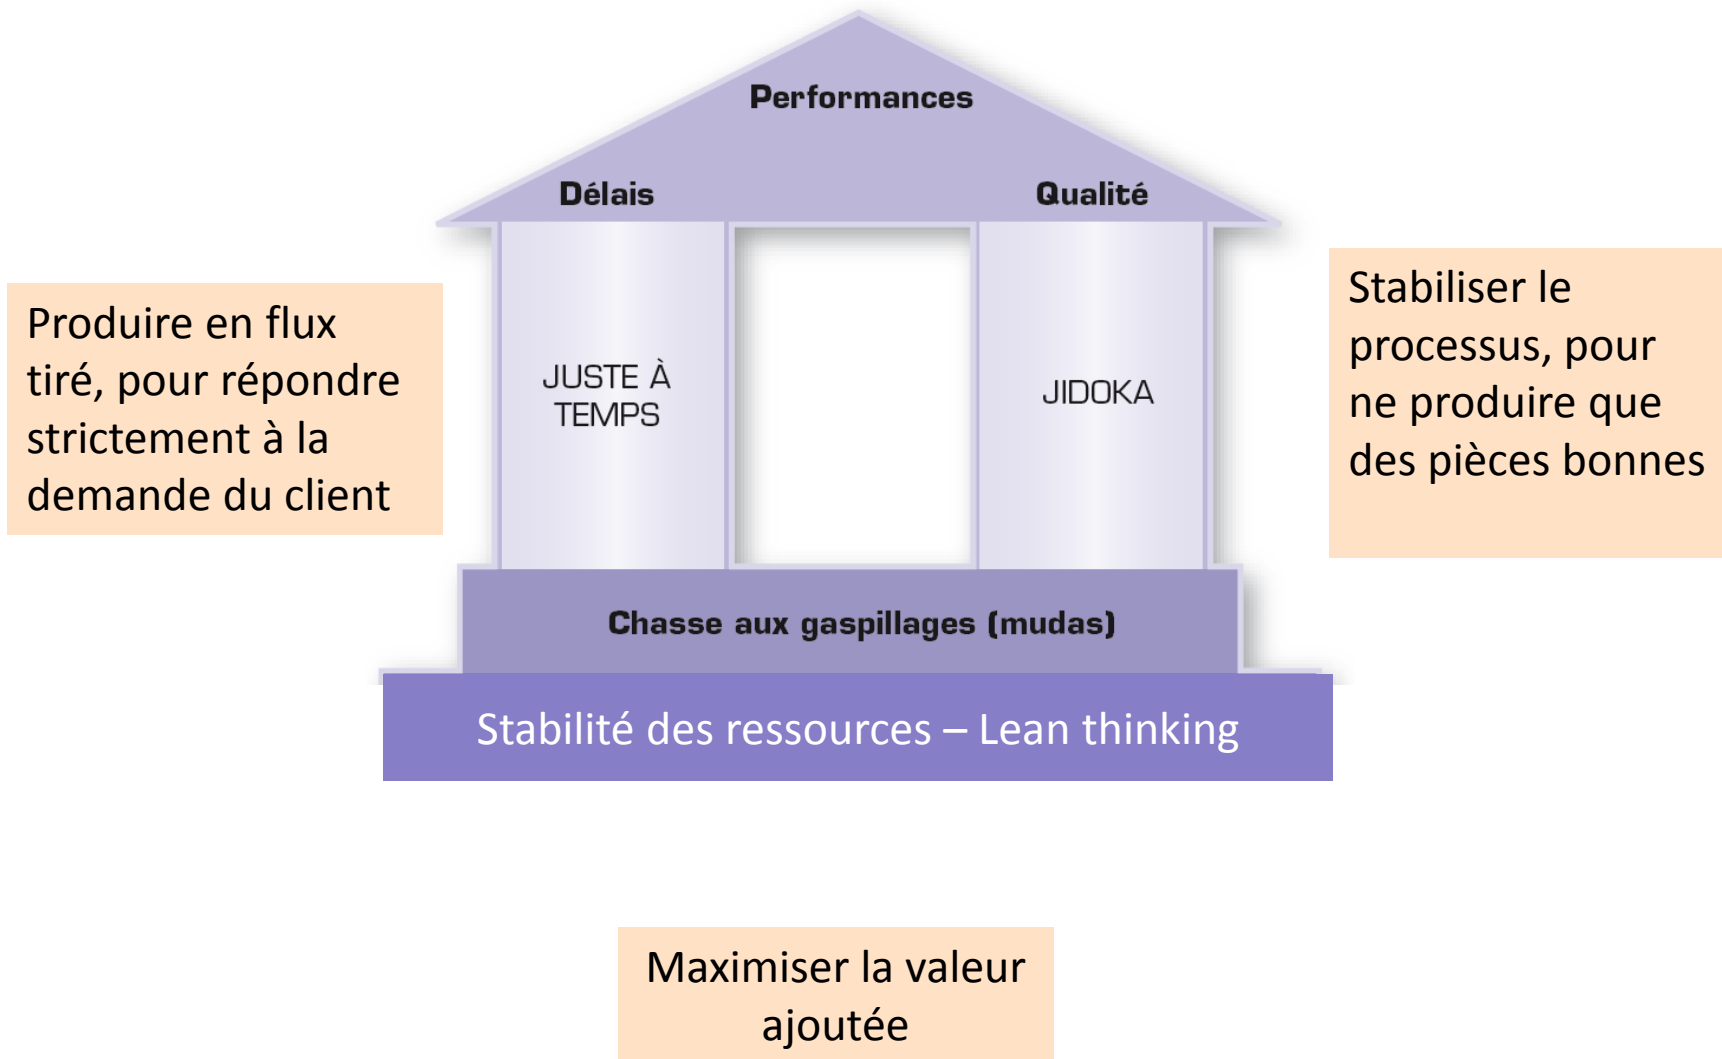 Performances
Délais
Qualité
Produire en flux
tiré, pour répondre
strictement à la
demande du client
JUSTE À
TEMPS
JIDOKA
Stabiliser le
processus, pour
ne produire que
des pièces bonnes
Chasse aux gaspillages (mudas)
Stabilité des ressources – Lean thinking
Maximiser la valeur
ajoutée